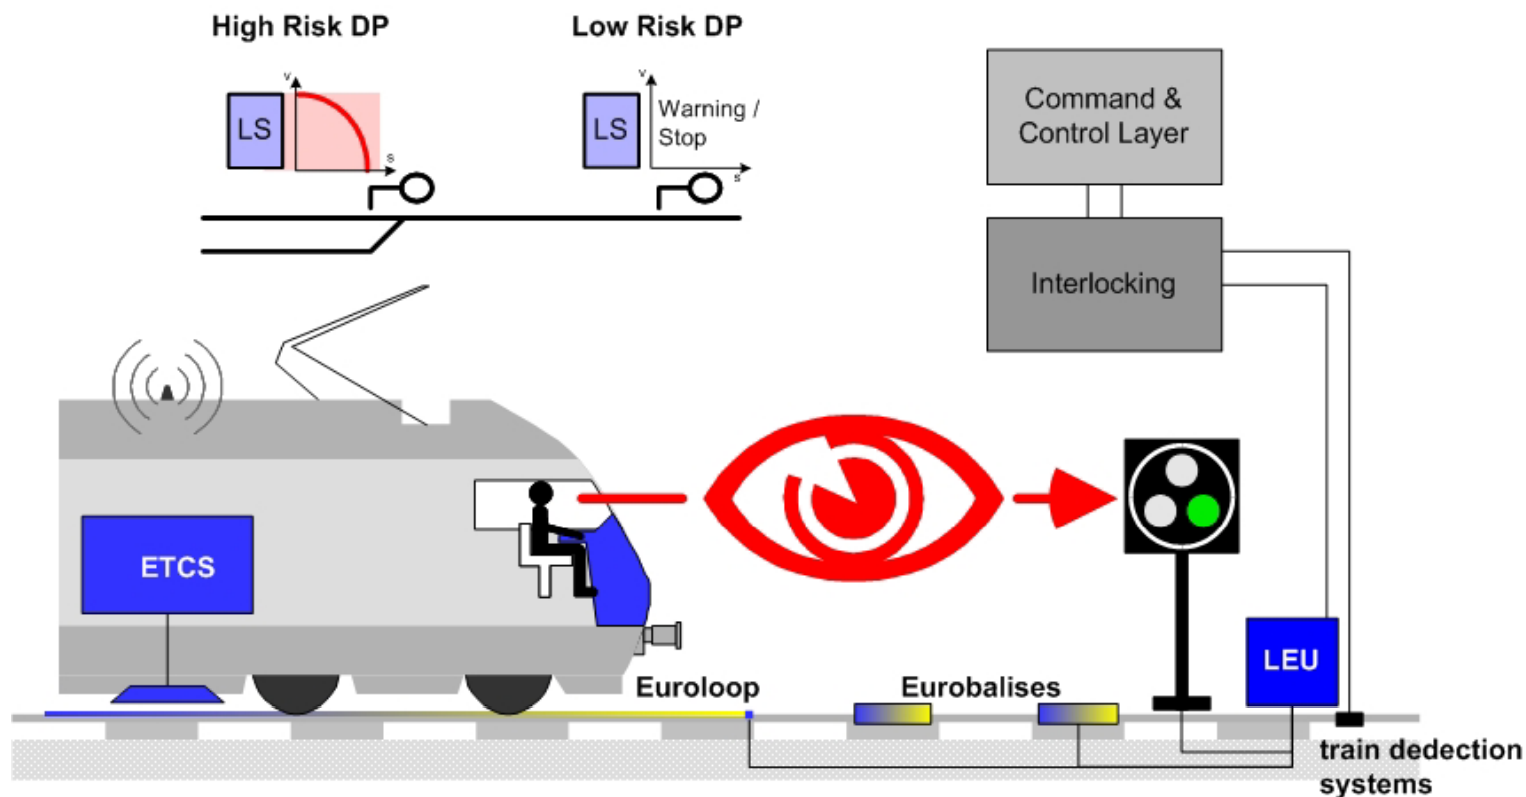 High Risk DP
Low Risk DP
v
LS
s
v
LS
Warning /
Stop
s
Command &
Control Layer
Interlocking
ETCS
Euroloop
Eurobalises
LEU
train dedection
systems